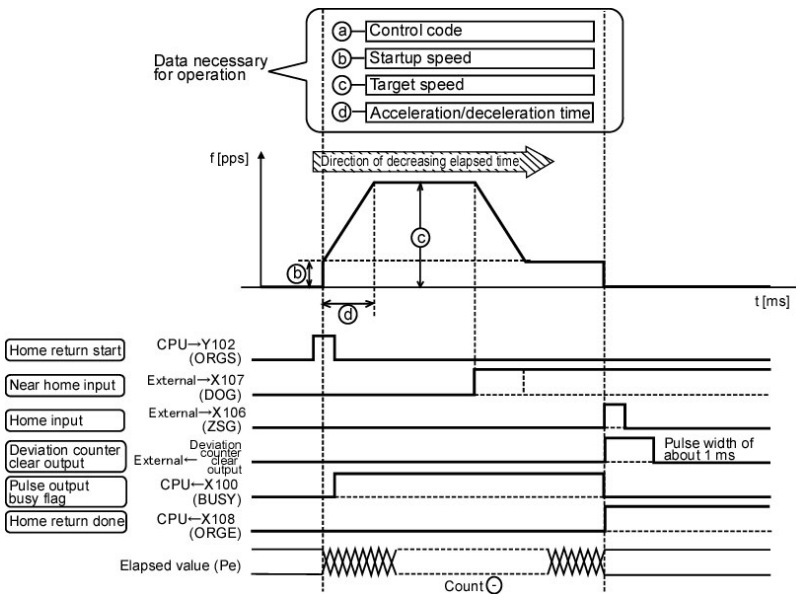 ⓐ Control code
Data necessary
for operation
ⓑ Startup speed
ⓒ Target speed
ⓓ Acceleration/deceleration time
f [pps]
Direction of decreasing elapsed time
ⓒ
ⓑ
t [ms]
ⓓ
Home return start
CPU→Y102
(ORGS)
Near home input
External→X107
(DOG)
Home input
External→X106
(ZSG)
Deviation counter
clear output
External←
Deviation
counter
clear
output
Pulse width of
about 1 ms
Pulse output
busy flag
CPU←X100
(BUSY)
Home return done
CPU←X108
(ORGE)
Elapsed value (Pe)
Count ⊖